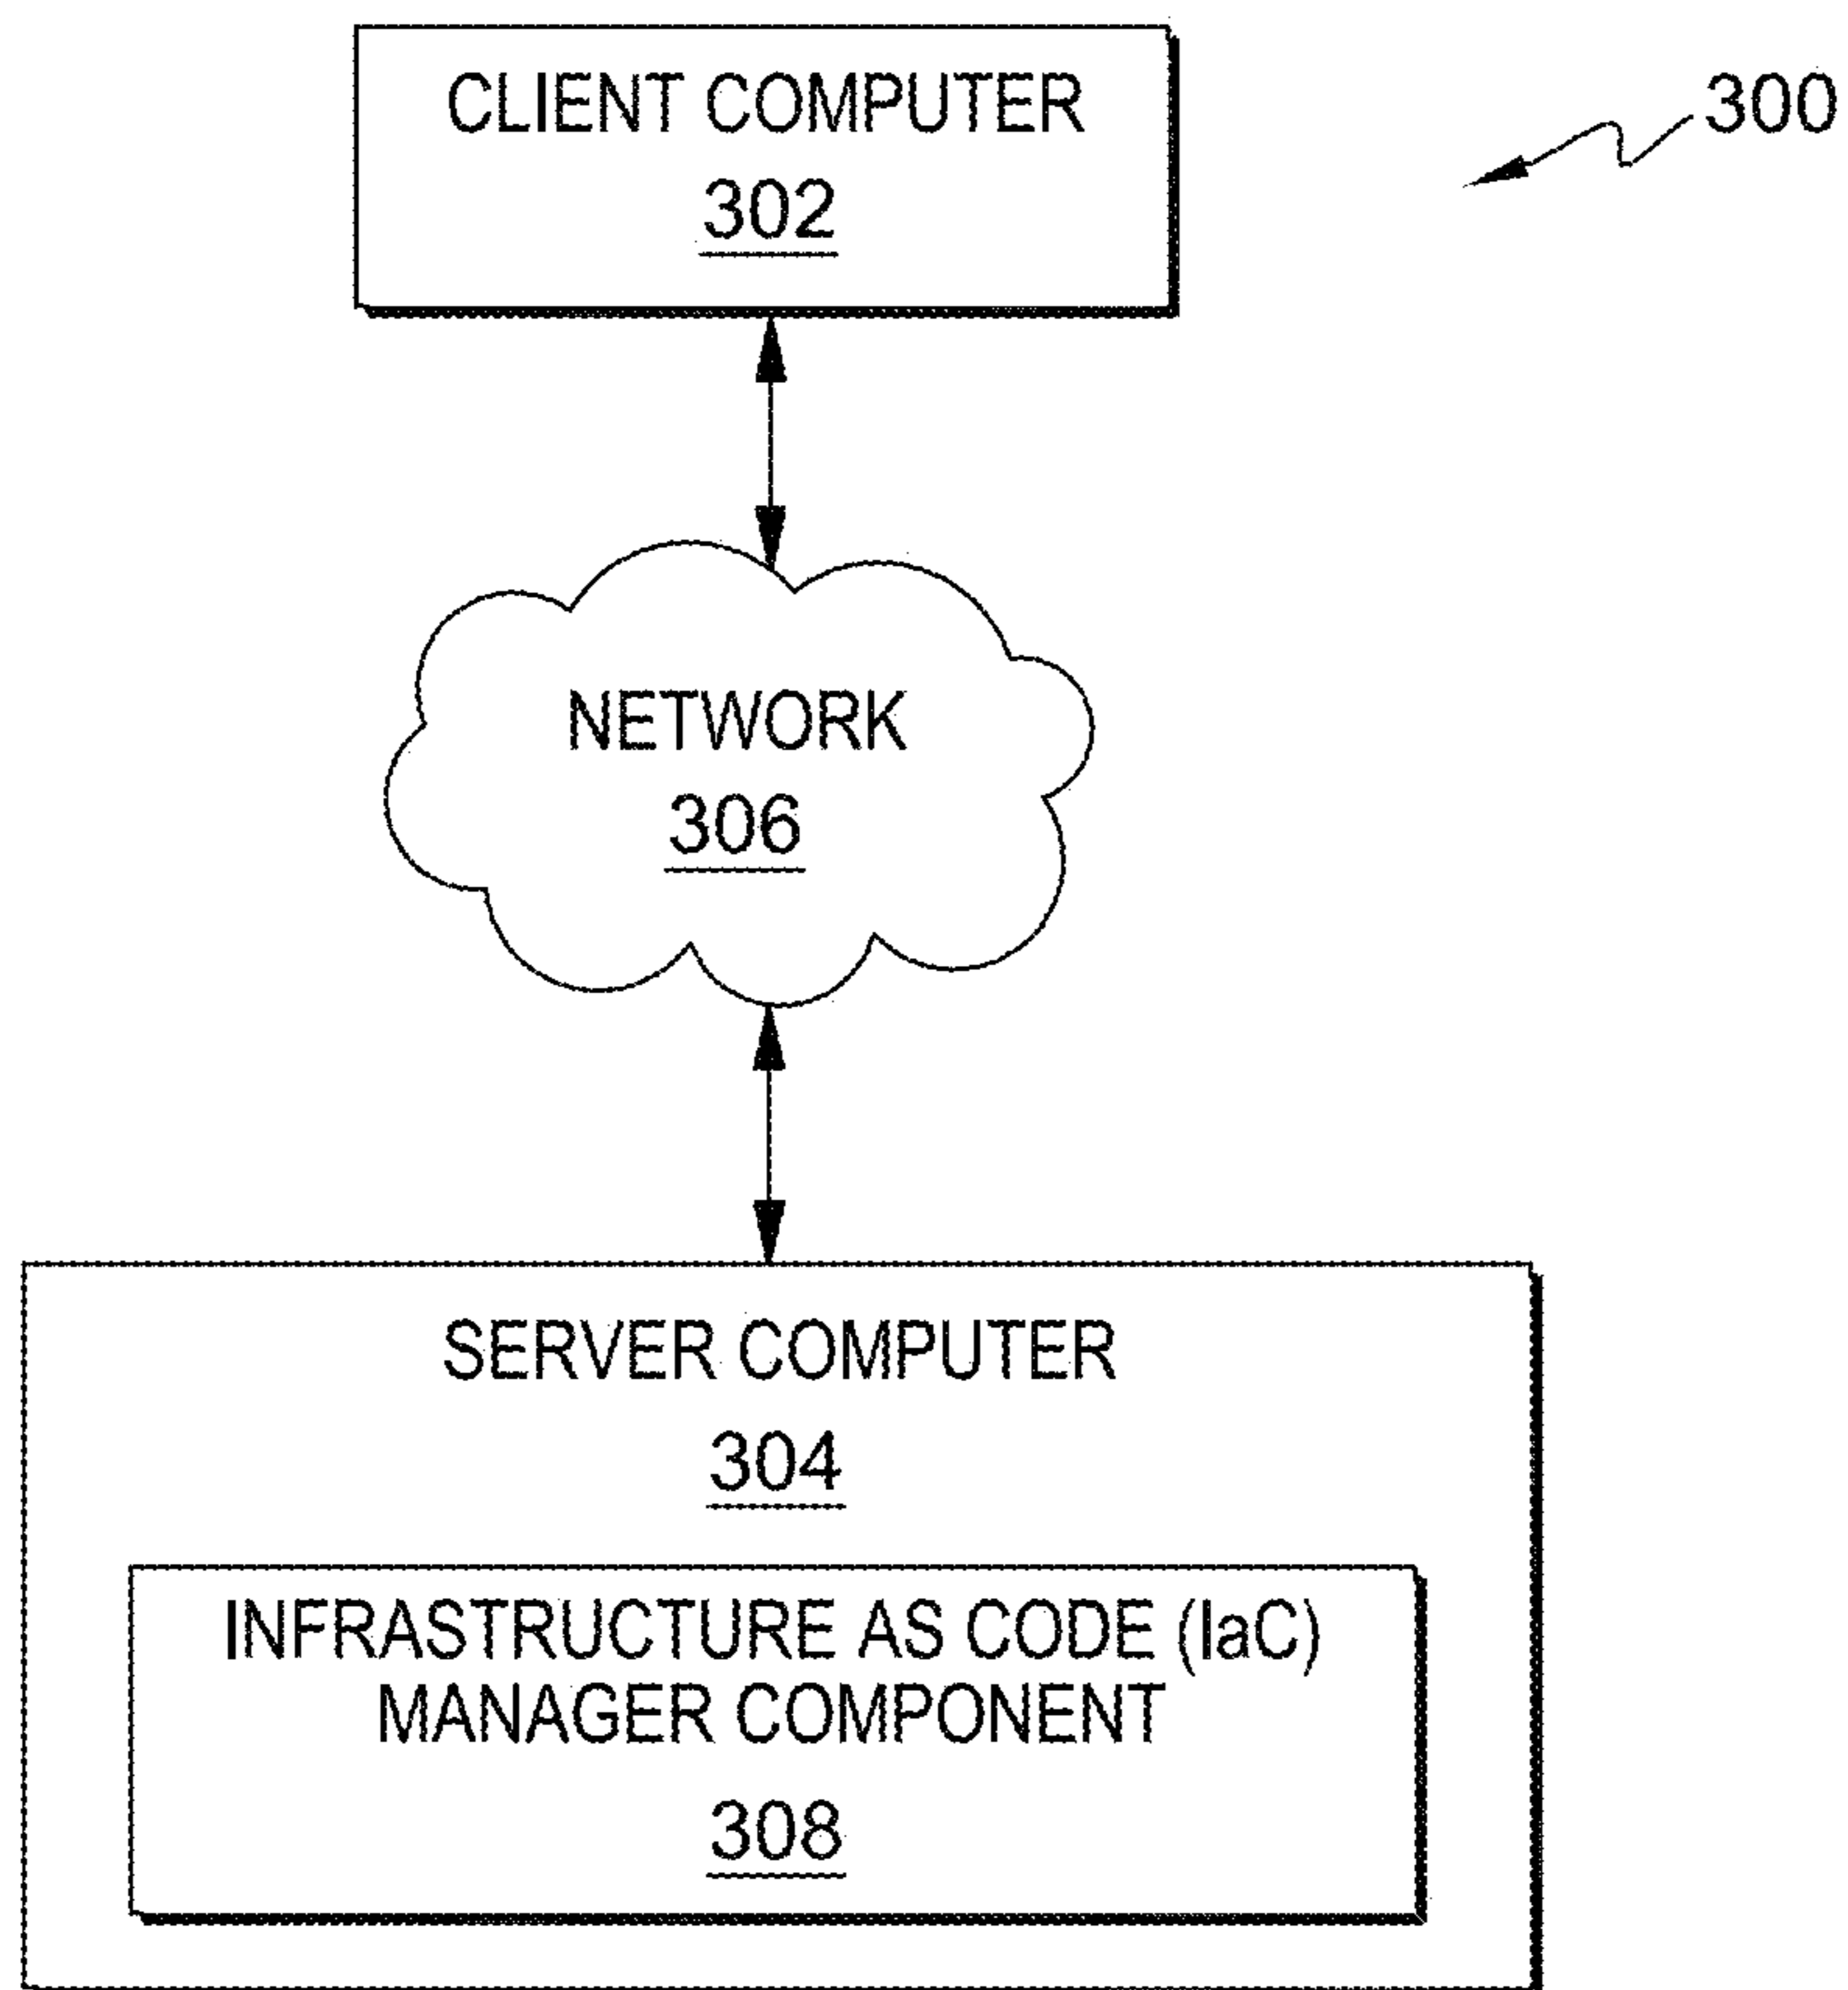 CLIENT COMPUTER
302
300
NETWORK
306
SERVER COMPUTER
304
INFRASTRUCTURE AS CODE (IaC)
MANAGER COMPONENT
308